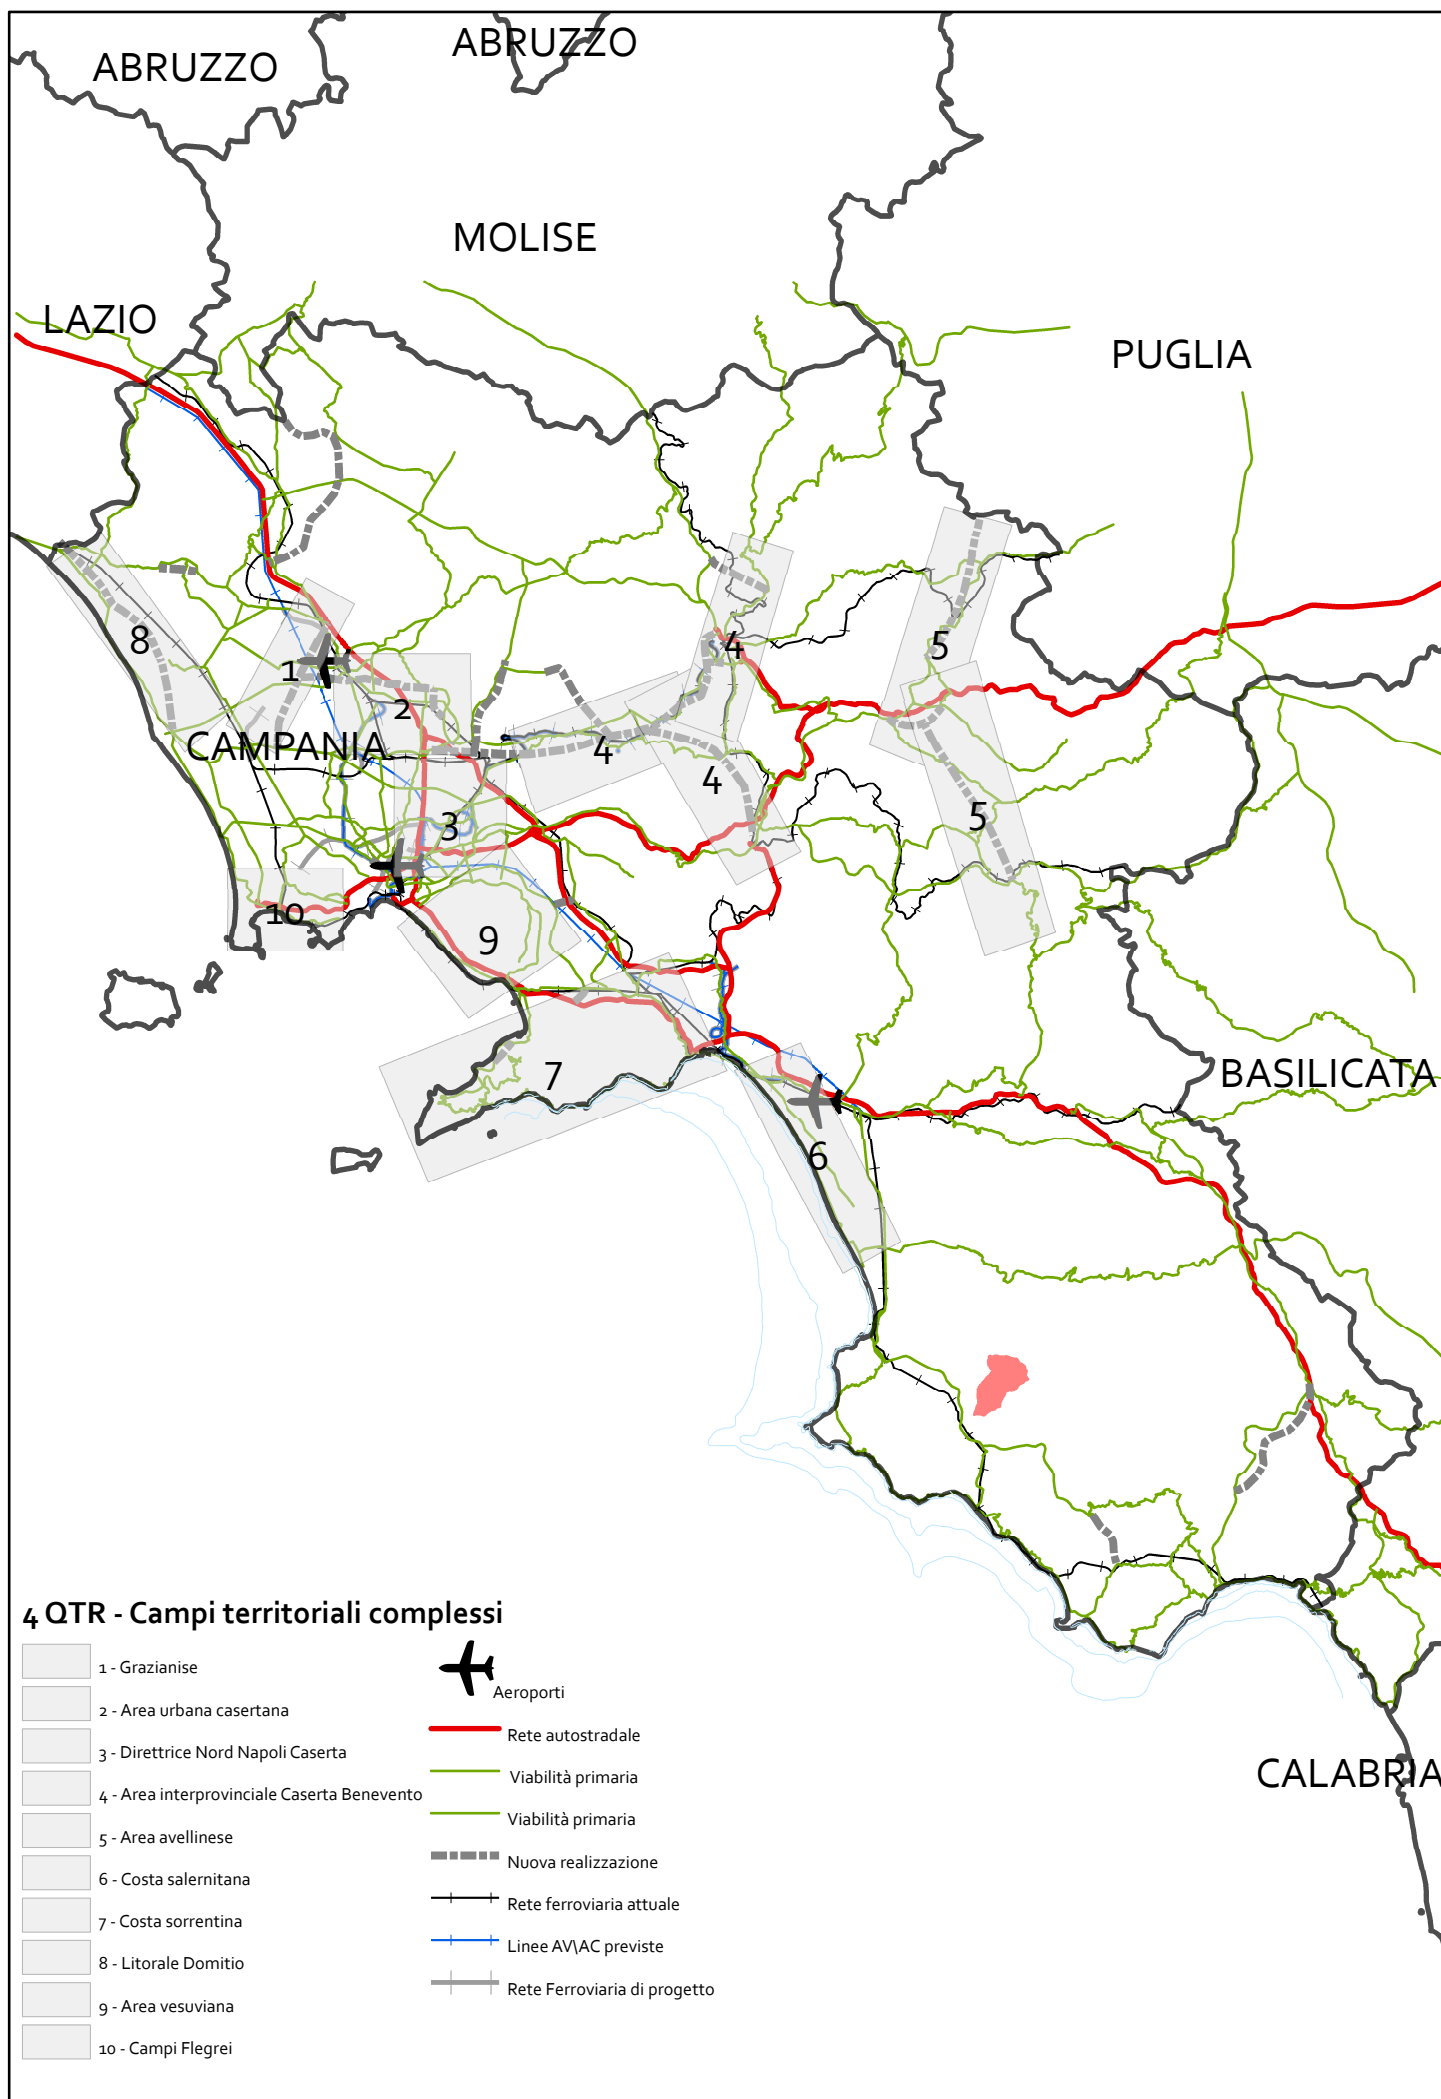 ABRUZZO
ABRUZZO
MOLISE
LAZIO
PUGLIA
8
1
4
5
2
CAMPANIA
4
4
3
5
10
9
7
BASILICATA
6
CALABRIA
4 QTR - Campi territoriali complessi
1 - Grazianise
2 - Area urbana casertana
3 - Direttrice Nord Napoli Caserta
4 - Area interprovinciale Caserta Benevento
5 - Area avellinese
6 - Costa salernitana
7 - Costa sorrentina
8 - Litorale Domitio
9 - Area vesuviana
10 - Campi Flegrei
Aeroporti
Rete autostradale
Viabilità primaria
Viabilità primaria
Nuova realizzazione
Rete ferroviaria attuale
Linee AV\AC previste
Rete Ferroviaria di progetto